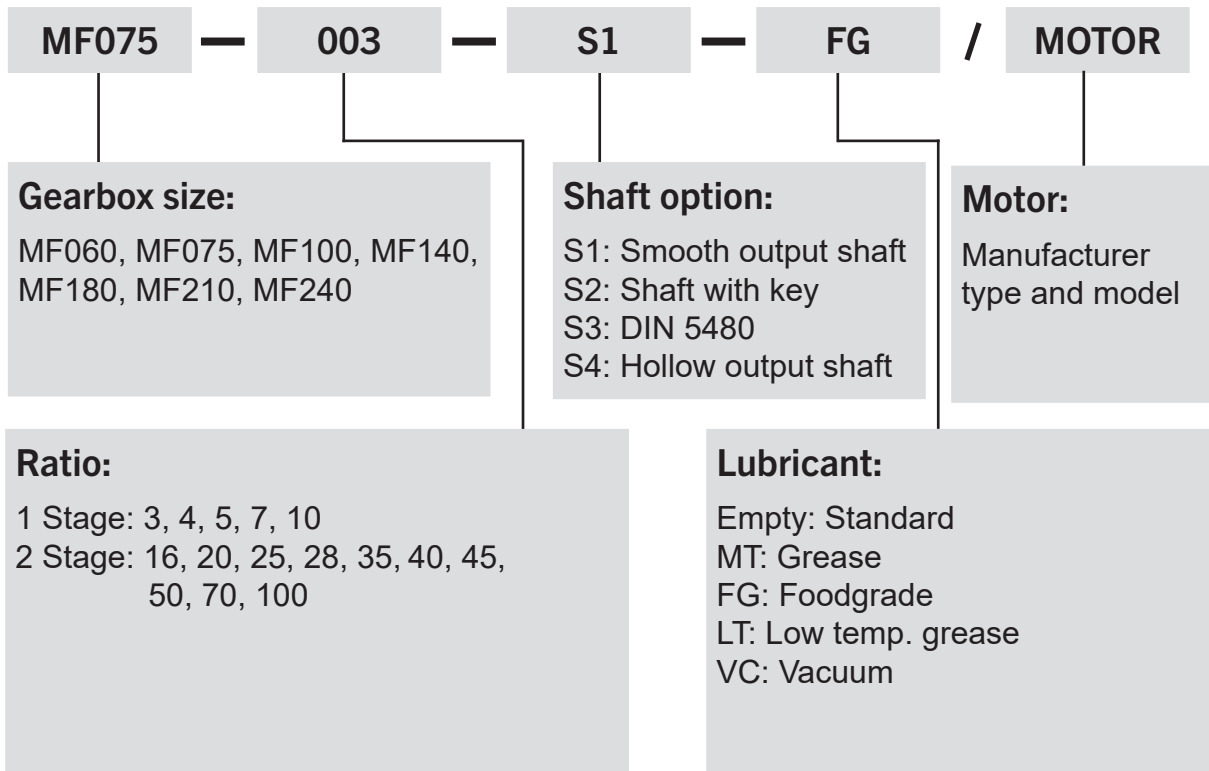 MF075 — 003 — S1 — FG / MOTOR
Gearbox size:
MF060, MF075, MF100, MF140,
MF180, MF210, MF240
Shaft option:
S1: Smooth output shaft
S2: Shaft with key
S3: DIN 5480
S4: Hollow output shaft
Motor:
Manufacturer
type and model
Ratio:
1 Stage: 3, 4, 5, 7, 10
2 Stage: 16, 20, 25, 28, 35, 40, 45,
50, 70, 100
Lubricant:
Empty: Standard
MT: Grease
FG: Foodgrade
LT: Low temp. grease
VC: Vacuum